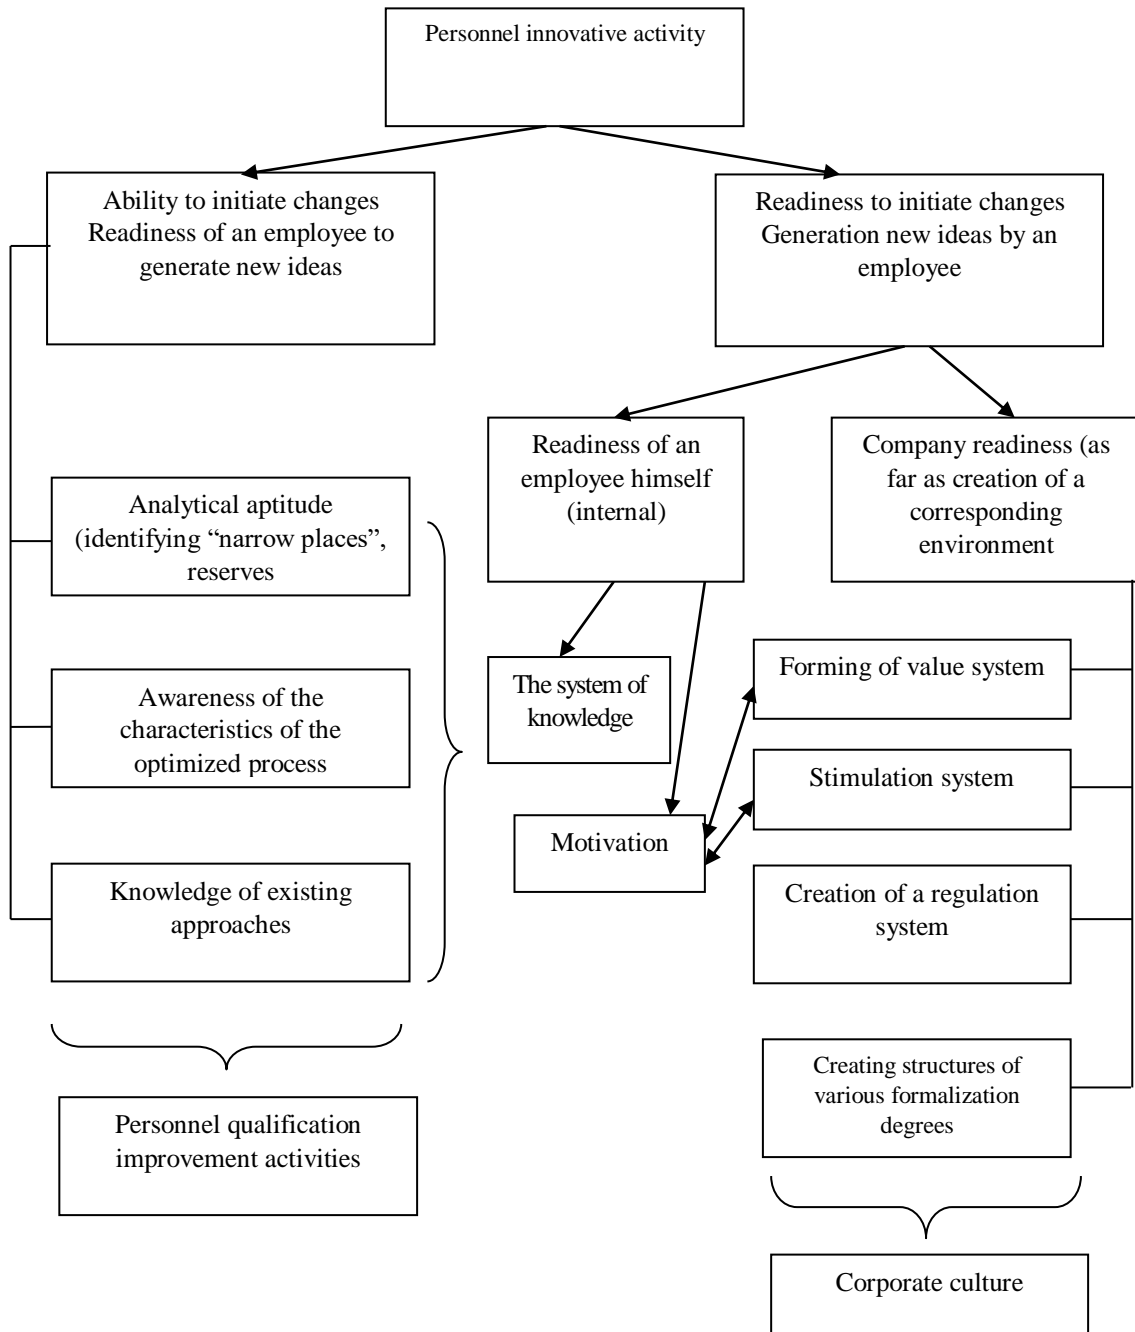 Personnel innovative activity
Ability to initiate changes
Readiness of an employee to
generate new ideas
Readiness to initiate changes
Generation new ideas by an
employee
Readiness of an
employee himself
(internal)
Company readiness (as
far as creation of a
corresponding
environment
Analytical aptitude
(identifying “narrow places”,
reserves
Awareness of the
characteristics of the
optimized process
Knowledge of existing
approaches
The system of
knowledge
Motivation
Forming of value system
Stimulation system
Creation of a regulation
system
Creating structures of
various formalization
degrees
Personnel qualification
improvement activities
Corporate culture